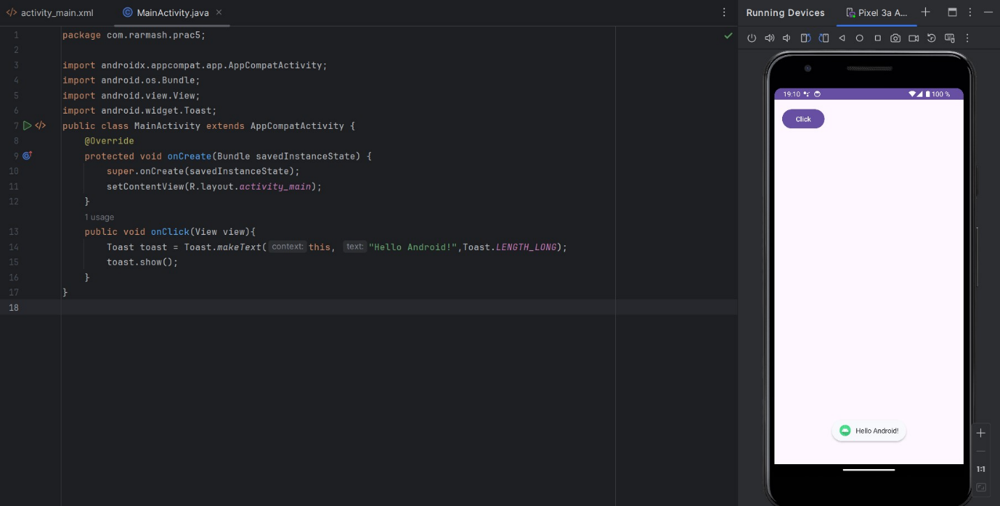 activity_main.xml
MainActivity.java
Running Devices
Pixel 3a A...
1 package com.rarmash.prac5;
2
3 import androidx.appcompat.app.AppCompatActivity;
4 import android.os.Bundle;
5 import android.view.View;
6 import android.widget.Toast;
7 public class MainActivity extends AppCompatActivity {
8 @Override
9 protected void onCreate(Bundle savedInstanceState) {
10 super.onCreate(savedInstanceState);
11 setContentView(R.layout.activity_main);
12 }
1 usage
13 public void onClick(View view){
14 Toast toast = Toast.makeText( context: this, text: "Hello Android!",Toast.LENGTH_LONG);
15 toast.show();
16 }
17 }
18
19:10
100 %
Click
Hello Android!
1:1